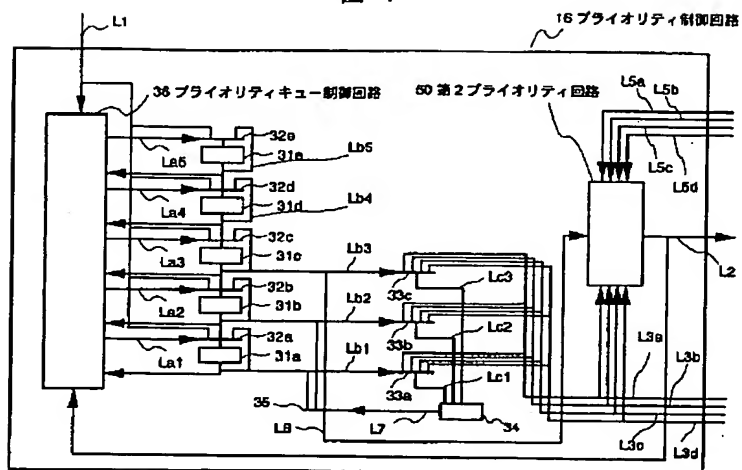 L1
16 プライオリティ制御回路
36 プライオリティキュー制御回路
50 第2プライオリティ回路
L5a
L5b
L5c
L5d
32e
31e
La5
Lb5
32d
31d
La4
Lb4
32c
31c
La3
Lb3
33c
Lc3
L2
32b
31b
La2
Lb2
33b
Lc2
32a
31a
La1
Lb1
33a
Lc1
L3a
L3b
35
L6
L7
34
L3c
L3d